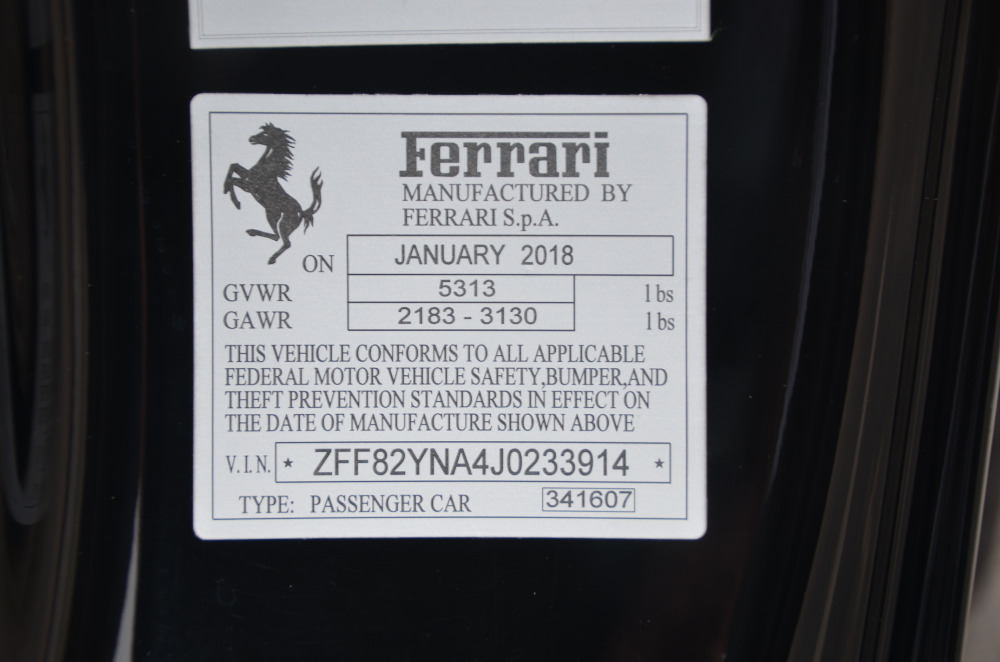 Ferrari
MANUFACTURED BY
FERRARI S.p.A.
ON JANUARY 2018
GVWR 5313 lbs
GAWR 2183 - 3130 lbs
THIS VEHICLE CONFORMS TO ALL APPLICABLE
FEDERAL MOTOR VEHICLE SAFETY,BUMPER,AND
THEFT PREVENTION STANDARDS IN EFFECT ON
THE DATE OF MANUFACTURE SHOWN ABOVE
V.I.N. * ZFF82YNA4J0233914 *
TYPE: PASSENGER CAR 341607